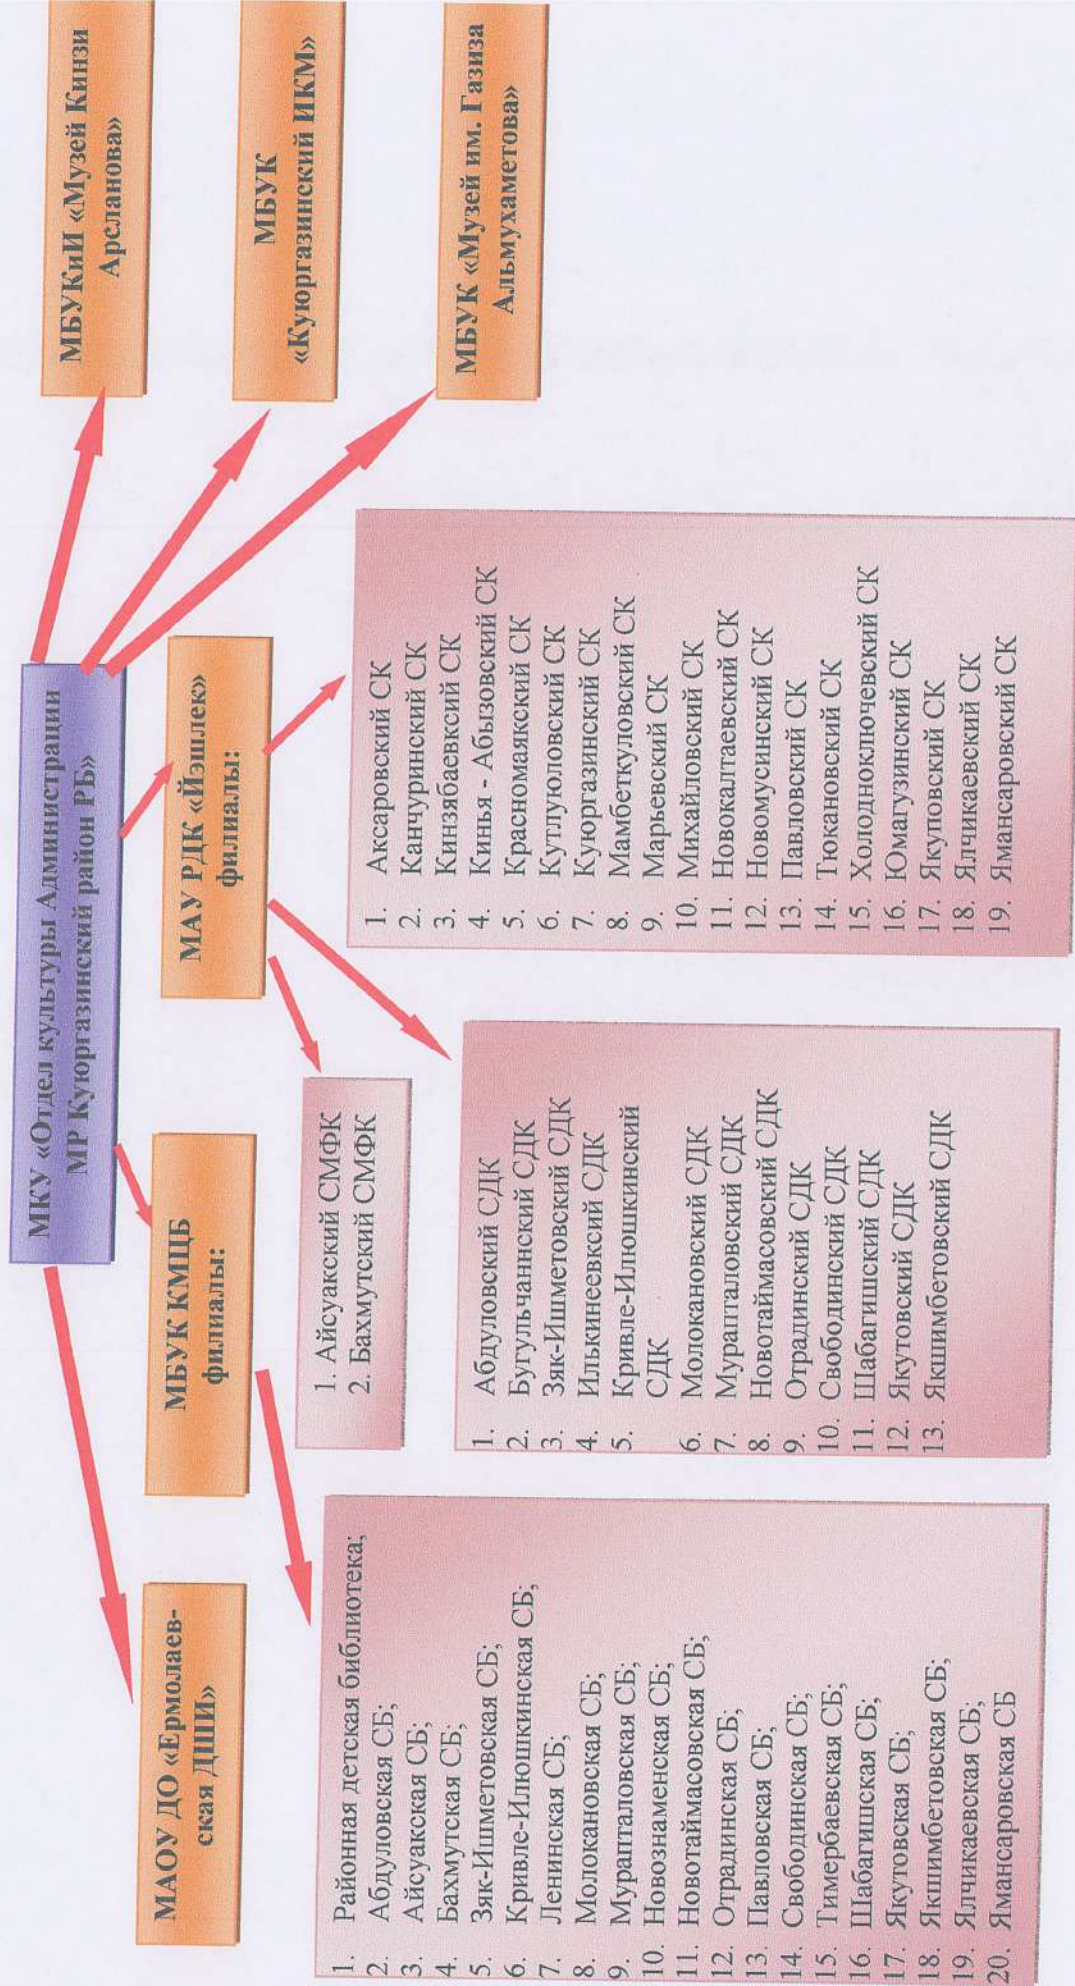 МКУ «Отдел культуры Администрации
МР Куюргазинский район РБ»
МАОУ ДО «Ермолаев-
ская ДШИ»
МБУК КМЦБ
филиалы:
МАУ РДК «Йэшлек»
филиалы:
МБУКиИ «Музей Кинзи
Арсланова»
МБУК
«Куюргазинский ИКМ»
МБУК «Музей им. Газиза
Альмухаметова»
1. Районная детская библиотека;
2. Абдуловская СБ;
3. Айсуакская СБ;
4. Бахмутская СБ;
5. Зяк-Ишметовская СБ;
6. Кривле-Илюшкинская СБ;
7. Ленинская СБ;
8. Молокановская СБ;
9. Мурапталовская СБ;
10. Новознаменская СБ;
11. Новотаймасовская СБ;
12. Отрадинская СБ;
13. Павловская СБ;
14. Свободинская СБ;
15. Тимербаевская СБ;
16. Шабагишская СБ;
17. Якутовская СБ;
18. Якшимбетовская СБ;
19. Ялчикаевская СБ;
20. Ямансаровская СБ
1. Айсуакский СМФК
2. Бахмутский СМФК
1. Абдуловский СДК
2. Бугульчаннский СДК
3. Зяк-Ишметовский СДК
4. Илькинеевксий СДК
5. Кривле-Илюшкинский
СДК
6. Молокановский СДК
7. Мурапталовский СДК
8. Новотаймасовский СДК
9. Отрадинский СДК
10. Свободинский СДК
11. Шабагишский СДК
12. Якутовский СДК
13. Якшимбетовский СДК
1. Аксаровский СК
2. Канчуринский СК
3. Кинзябаевксий СК
4. Кинья - Абызовский СК
5. Красномаякский СК
6. Кутлуюловский СК
7. Куюргазинский СК
8. Мамбеткуловский СК
9. Марьевский СК
10. Михайловский СК
11. Новокалтаевский СК
12. Новомусинский СК
13. Павловский СК
14. Тюкановский СК
15. Холодноключевский СК
16. Юмагузинский СК
17. Якуповский СК
18. Ялчикаевский СК
19. Ямансаровский СК